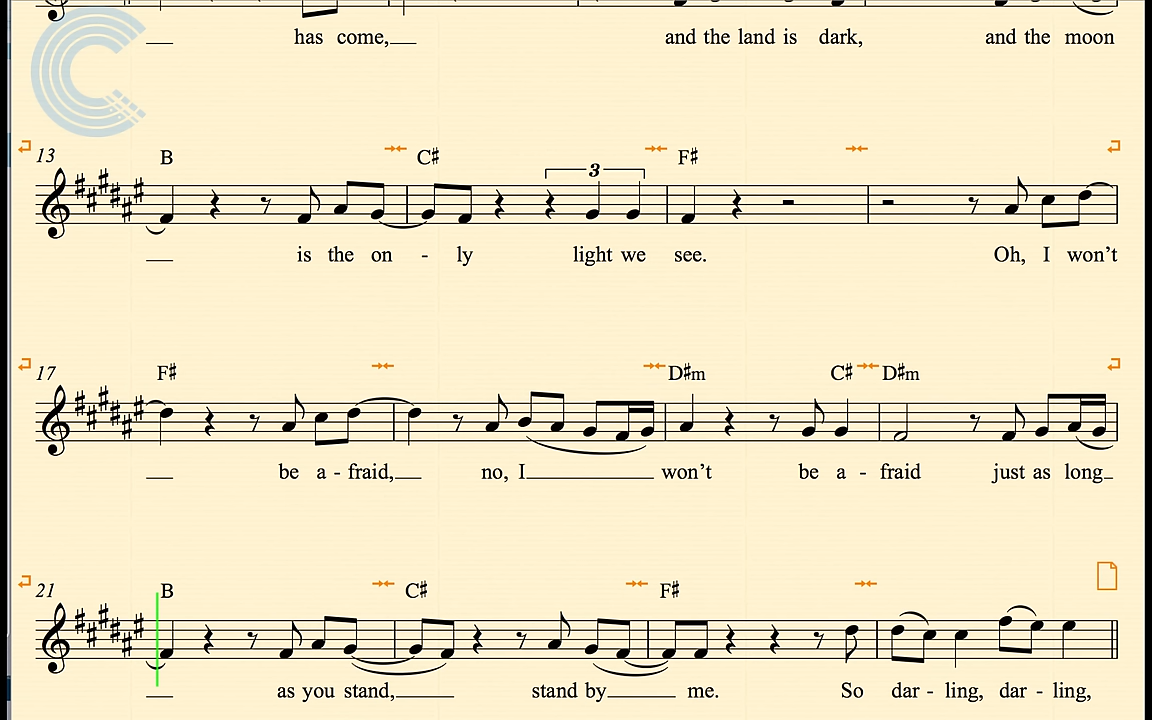 has come, and the land is dark, and the moon
13 B C♯ 3 F♯
is the on - ly light we see. Oh, I won't
17 F♯ D♯m C♯ D♯m
be a - fraid, no, I won't be a - fraid just as long
21 B C♯ F♯
as you stand, stand by me. So dar - ling, dar - ling,